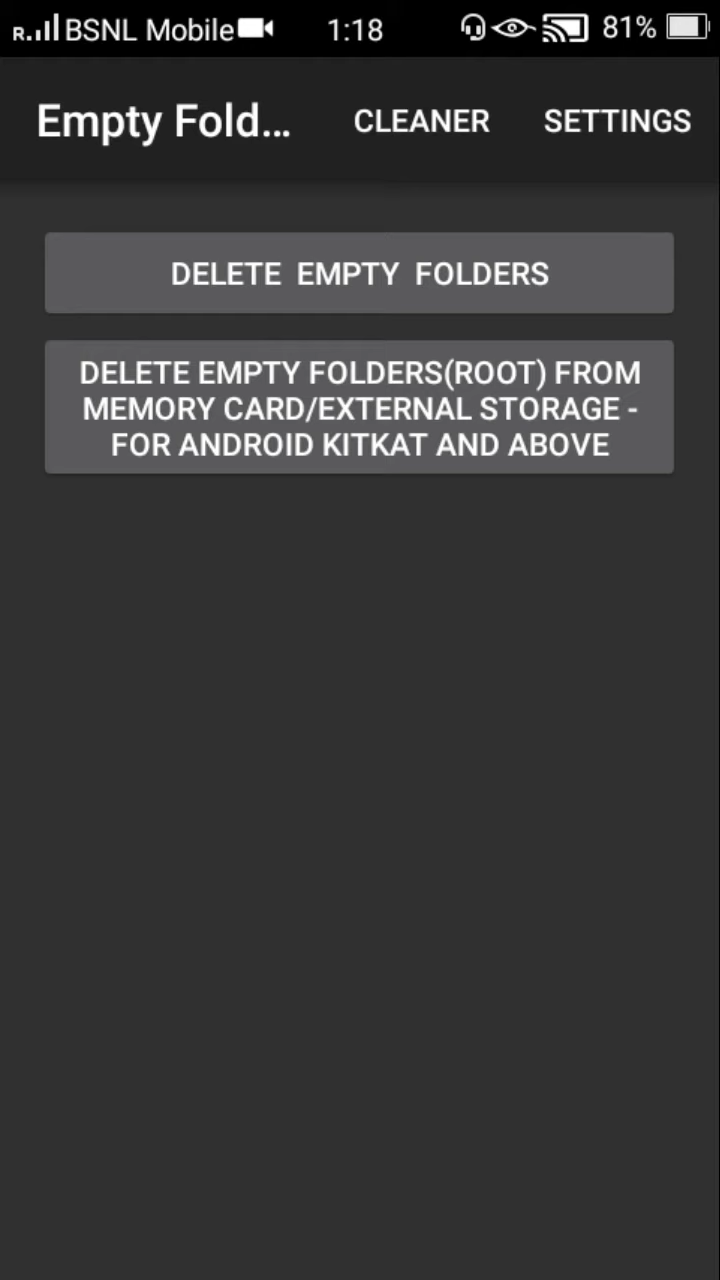 R. BSNL Mobile 1:18 81%
Empty Fold... CLEANER SETTINGS
DELETE EMPTY FOLDERS
DELETE EMPTY FOLDERS(ROOT) FROM
MEMORY CARD/EXTERNAL STORAGE -
FOR ANDROID KITKAT AND ABOVE